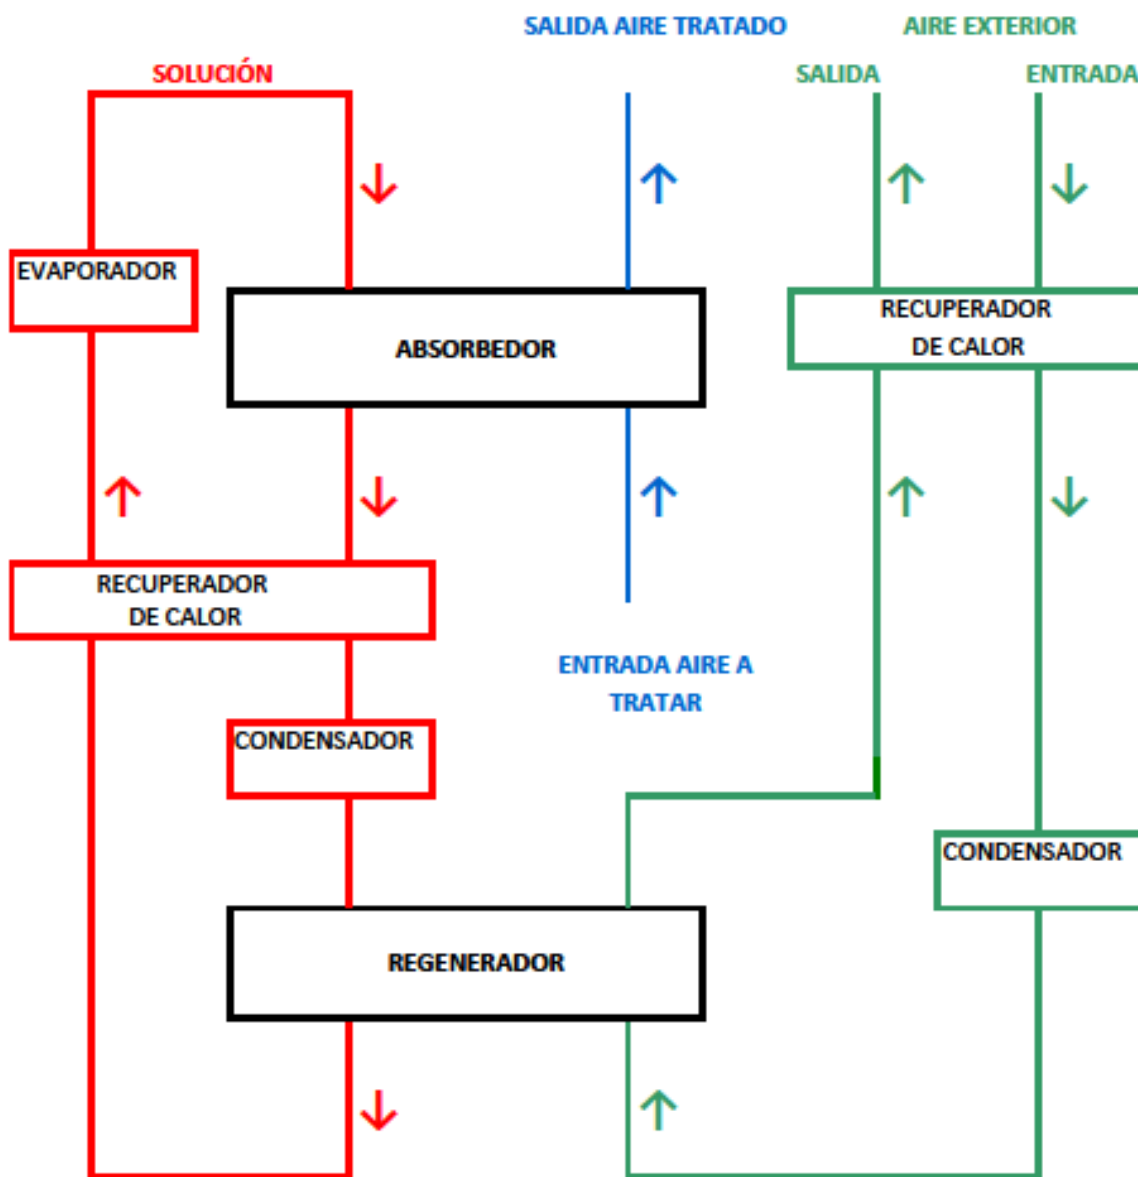 SALIDA AIRE TRATADO
AIRE EXTERIOR
SOLUCIÓN
SALIDA
ENTRADA
EVAPORADOR
ABSORBEDOR
RECUPERADOR
DE CALOR
RECUPERADOR
DE CALOR
ENTRADA AIRE A
TRATAR
CONDENSADOR
CONDENSADOR
REGENERADOR